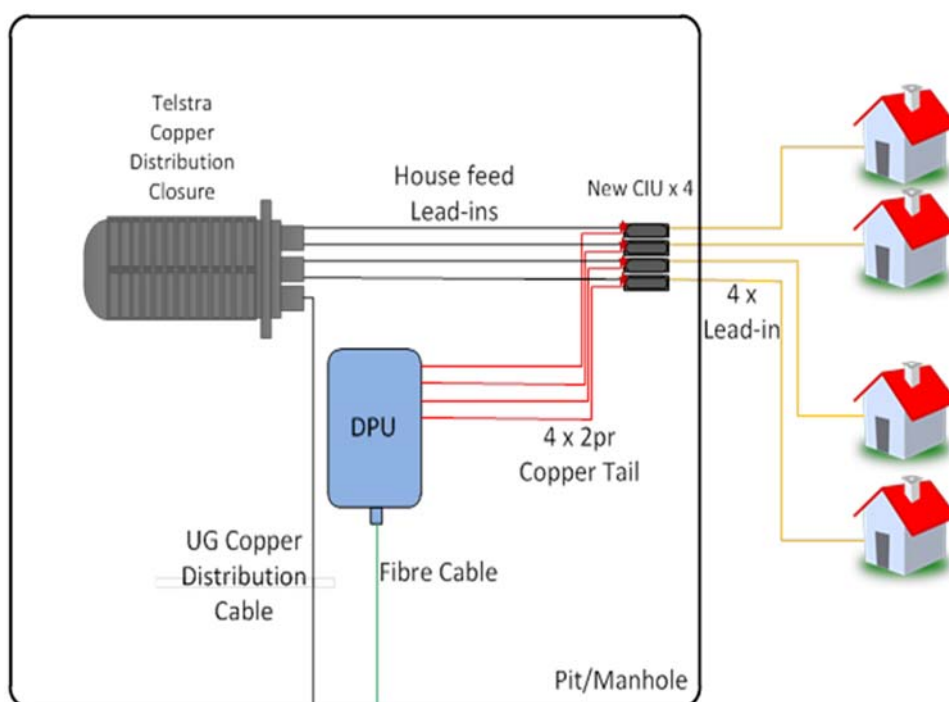 Telstra
Copper
Distribution
Closure
House feed
Lead-ins
New CIU x 4
4 x
Lead-in
DPU
4 x 2pr
Copper Tail
UG Copper
Distribution
Cable
Fibre Cable
Pit/Manhole